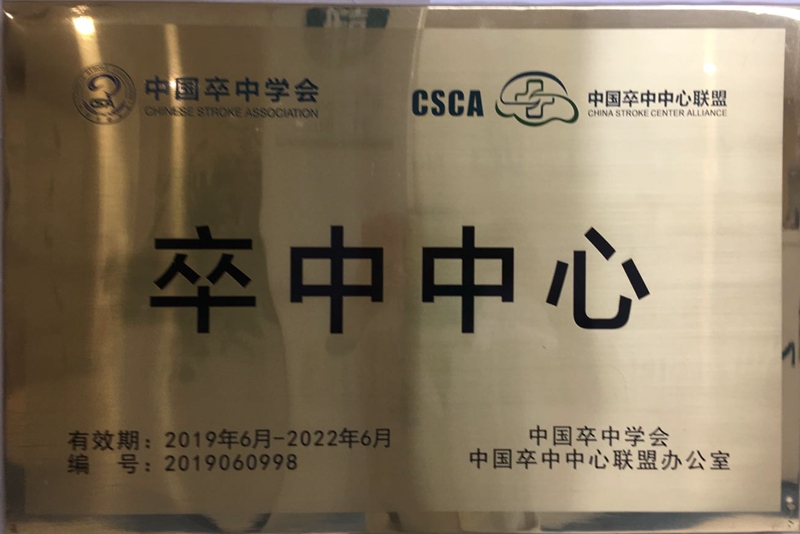 中国卒中学会
CHINESE STROKE ASSOCIATION
CSCA
中国卒中中心联盟
CHINA STROKE CENTER ALLIANCE
卒中中心
有效期：2019年6月-2022年6月
编 号：2019060998
中国卒中学会
中国卒中中心联盟办公室